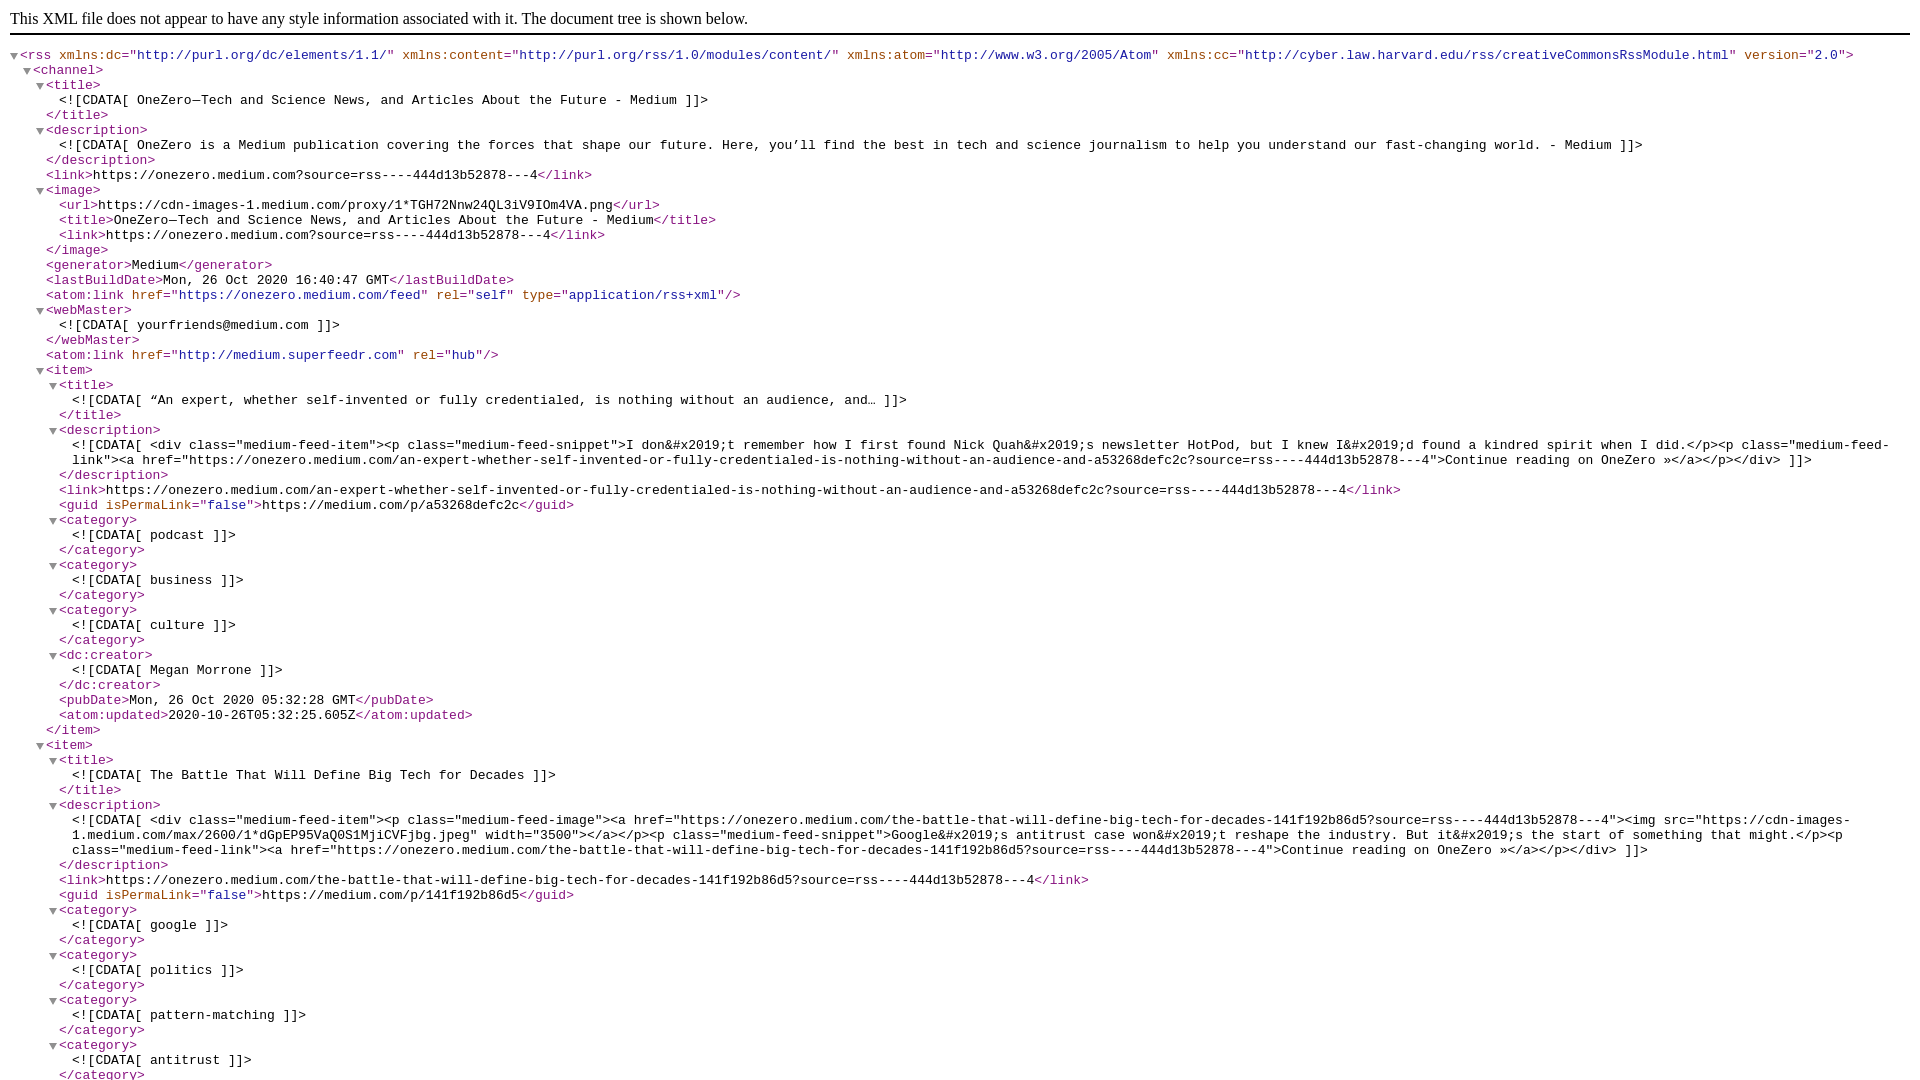 This XML file does not appear to have any style information associated with it. The document tree is shown below.
<rss xmlns:dc="http://purl.org/dc/elements/1.1/" xmlns:content="http://purl.org/rss/1.0/modules/content/" xmlns:atom="http://www.w3.org/2005/Atom" xmlns:cc="http://cyber.law.harvard.edu/rss/creativeCommonsRssModule.html" version="2.0">
<channel>
<title>
<![CDATA[ OneZero—Tech and Science News, and Articles About the Future - Medium ]]>
</title>
<description>
<![CDATA[ OneZero is a Medium publication covering the forces that shape our future. Here, you’ll find the best in tech and science journalism to help you understand our fast-changing world. - Medium ]]>
</description>
<link>https://onezero.medium.com?source=rss----444d13b52878---4</link>
<image>
<url>https://cdn-images-1.medium.com/proxy/1*TGH72Nnw24QL3iV9IOm4VA.png</url>
<title>OneZero—Tech and Science News, and Articles About the Future - Medium</title>
<link>https://onezero.medium.com?source=rss----444d13b52878---4</link>
</image>
<generator>Medium</generator>
<lastBuildDate>Mon, 26 Oct 2020 16:40:47 GMT</lastBuildDate>
<atom:link href="https://onezero.medium.com/feed" rel="self" type="application/rss+xml"/>
<webMaster>
<![CDATA[ yourfriends@medium.com ]]>
</webMaster>
<atom:link href="http://medium.superfeedr.com" rel="hub"/>
<item>
<title>
<![CDATA[ “An expert, whether self-invented or fully credentialed, is nothing without an audience, and… ]]>
</title>
<description>
<![CDATA[ <div class="medium-feed-item"><p class="medium-feed-snippet">I don&#x2019;t remember how I first found Nick Quah&#x2019;s newsletter HotPod, but I knew I&#x2019;d found a kindred spirit when I did.</p><p class="medium-feed-
link"><a href="https://onezero.medium.com/an-expert-whether-self-invented-or-fully-credentialed-is-nothing-without-an-audience-and-a53268defc2c?source=rss----444d13b52878---4">Continue reading on OneZero »</a></p></div> ]]>
</description>
<link>https://onezero.medium.com/an-expert-whether-self-invented-or-fully-credentialed-is-nothing-without-an-audience-and-a53268defc2c?source=rss----444d13b52878---4</link>
<guid isPermaLink="false">https://medium.com/p/a53268defc2c</guid>
<category>
<![CDATA[ podcast ]]>
</category>
<category>
<![CDATA[ business ]]>
</category>
<category>
<![CDATA[ culture ]]>
</category>
<dc:creator>
<![CDATA[ Megan Morrone ]]>
</dc:creator>
<pubDate>Mon, 26 Oct 2020 05:32:28 GMT</pubDate>
<atom:updated>2020-10-26T05:32:25.605Z</atom:updated>
</item>
<item>
<title>
<![CDATA[ The Battle That Will Define Big Tech for Decades ]]>
</title>
<description>
<![CDATA[ <div class="medium-feed-item"><p class="medium-feed-image"><a href="https://onezero.medium.com/the-battle-that-will-define-big-tech-for-decades-141f192b86d5?source=rss----444d13b52878---4"><img src="https://cdn-images-
1.medium.com/max/2600/1*dGpEP95VaQ0S1MjiCVFjbg.jpeg" width="3500"></a></p><p class="medium-feed-snippet">Google&#x2019;s antitrust case won&#x2019;t reshape the industry. But it&#x2019;s the start of something that might.</p><p
class="medium-feed-link"><a href="https://onezero.medium.com/the-battle-that-will-define-big-tech-for-decades-141f192b86d5?source=rss----444d13b52878---4">Continue reading on OneZero »</a></p></div> ]]>
</description>
<link>https://onezero.medium.com/the-battle-that-will-define-big-tech-for-decades-141f192b86d5?source=rss----444d13b52878---4</link>
<guid isPermaLink="false">https://medium.com/p/141f192b86d5</guid>
<category>
<![CDATA[ google ]]>
</category>
<category>
<![CDATA[ politics ]]>
</category>
<category>
<![CDATA[ pattern-matching ]]>
</category>
<category>
<![CDATA[ antitrust ]]>
</category>